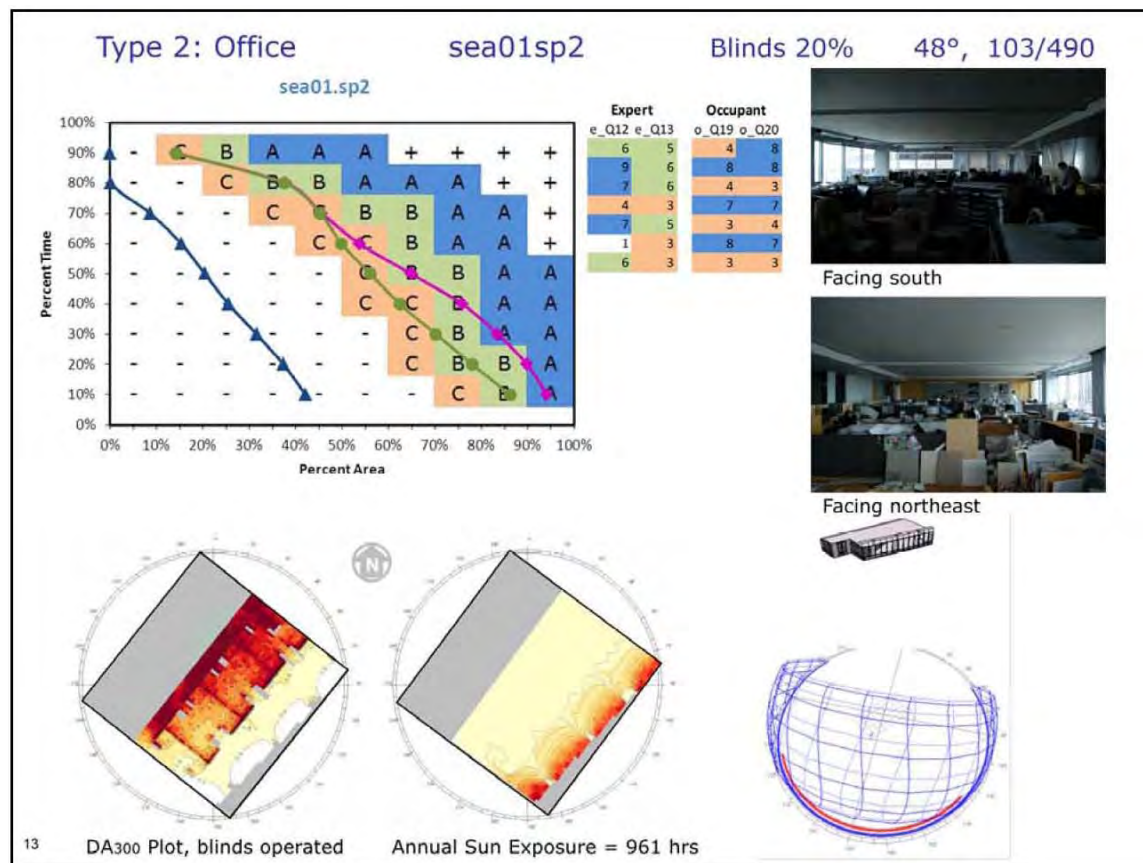 Type 2: Office sea01sp2 Blinds 20% 48°, 103/490
sea01.sp2
Expert Occupant
e_Q12 e_Q13 o_Q19 o_Q20
6 5 4 8
9 6 8 8
7 6 4 3
4 3 7 7
7 5 3 4
1 3 8 7
6 3 3 3
100%
90% - C B A A A + + + +
80% - - C B B A A A + +
70% - - - C C B B A A +
60% - - - - C C B A A +
50% - - - - - C B B A A
40% - - - - - C C B A A
30% - - - - - - C B A A
20% - - - - - - C B B A
10% - - - - - - - C B A
0%
0% 10% 20% 30% 40% 50% 60% 70% 80% 90% 100%
Percent Time
Percent Area
Facing south
Facing northeast
N
13 DA300 Plot, blinds operated Annual Sun Exposure = 961 hrs